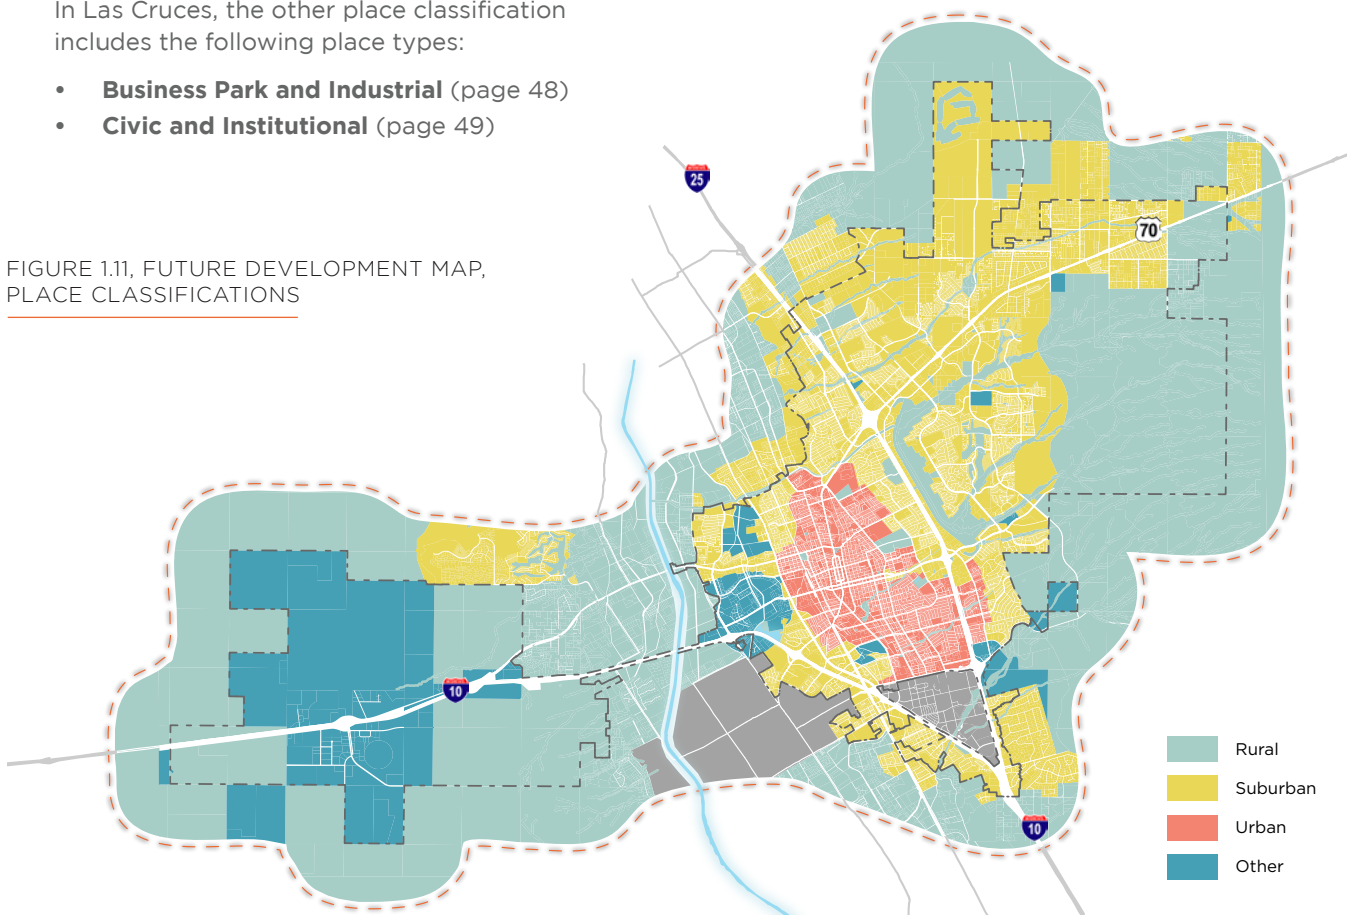 In Las Cruces, the other place classification
includes the following place types:
• Business Park and Industrial (page 48)
• Civic and Institutional (page 49)
FIGURE 1.11, FUTURE DEVELOPMENT MAP,
PLACE CLASSIFICATIONS
25
70
10
10
Rural
Suburban
Urban
Other